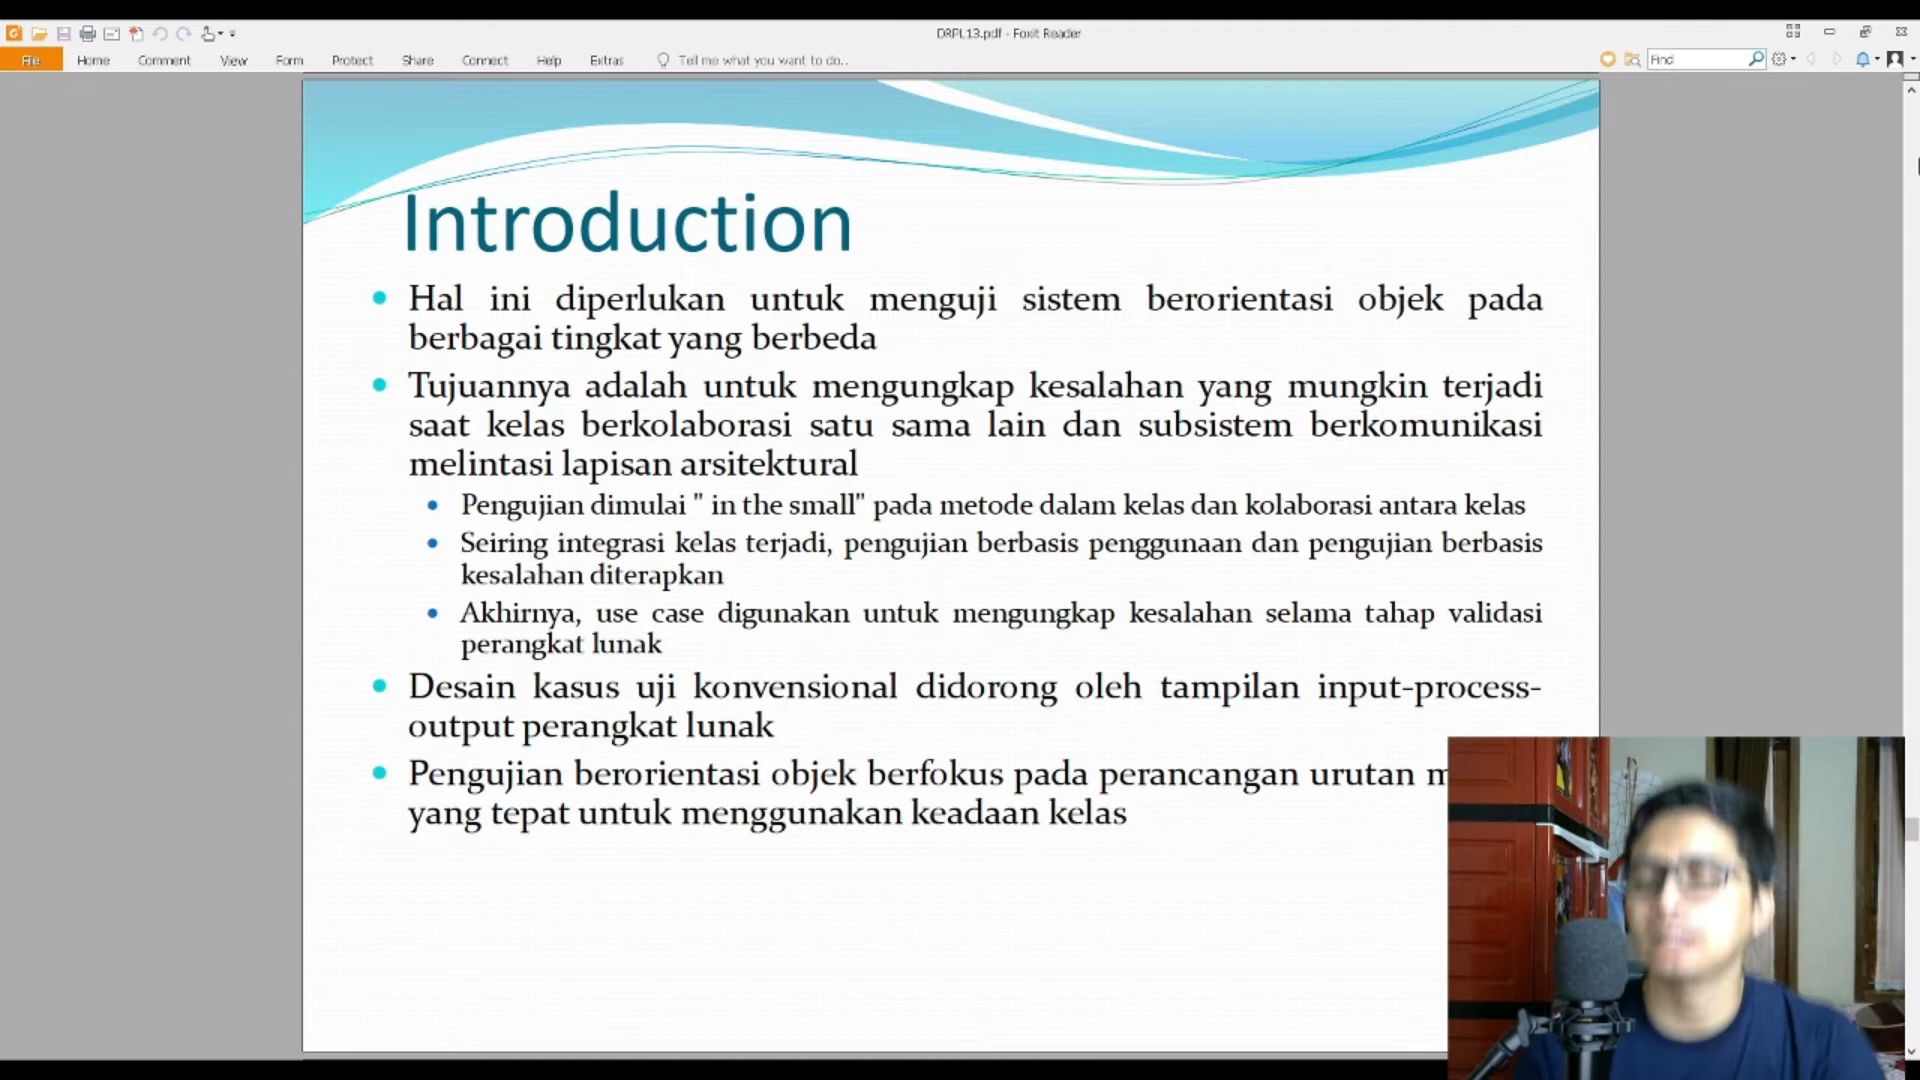 DRPL13.pdf - Foxit Reader
File Home Comment View Form Protect Share Connect Help Extras Tell me what you want to do.. Find
Introduction
Hal ini diperlukan untuk menguji sistem berorientasi objek pada
berbagai tingkat yang berbeda
Tujuannya adalah untuk mengungkap kesalahan yang mungkin terjadi
saat kelas berkolaborasi satu sama lain dan subsistem berkomunikasi
melintasi lapisan arsitektural
Pengujian dimulai " in the small" pada metode dalam kelas dan kolaborasi antara kelas
Seiring integrasi kelas terjadi, pengujian berbasis penggunaan dan pengujian berbasis
kesalahan diterapkan
Akhirnya, use case digunakan untuk mengungkap kesalahan selama tahap validasi
perangkat lunak
Desain kasus uji konvensional didorong oleh tampilan input-process-
output perangkat lunak
Pengujian berorientasi objek berfokus pada perancangan urutan
yang tepat untuk menggunakan keadaan kelas